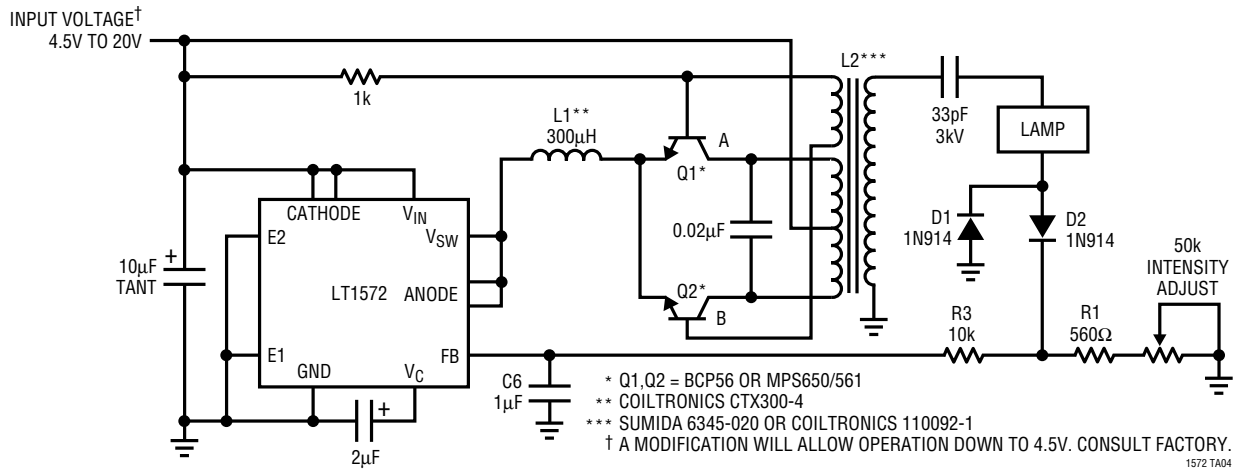 INPUT VOLTAGE†
4.5V TO 20V
1k
L1**
300µH
L2***
A
Q1*
0.02µF
Q2*
B
33pF
3kV
LAMP
D1
1N914
D2
1N914
50k
INTENSITY
ADJUST
10µF
TANT
+
CATHODE
VIN
E2
VSW
LT1572
ANODE
E1
FB
GND
VC
+
2µF
C6
1µF
R3
10k
R1
560Ω
* Q1,Q2 = BCP56 OR MPS650/561
** COILTRONICS CTX300-4
*** SUMIDA 6345-020 OR COILTRONICS 110092-1
† A MODIFICATION WILL ALLOW OPERATION DOWN TO 4.5V. CONSULT FACTORY.
1572 TA04